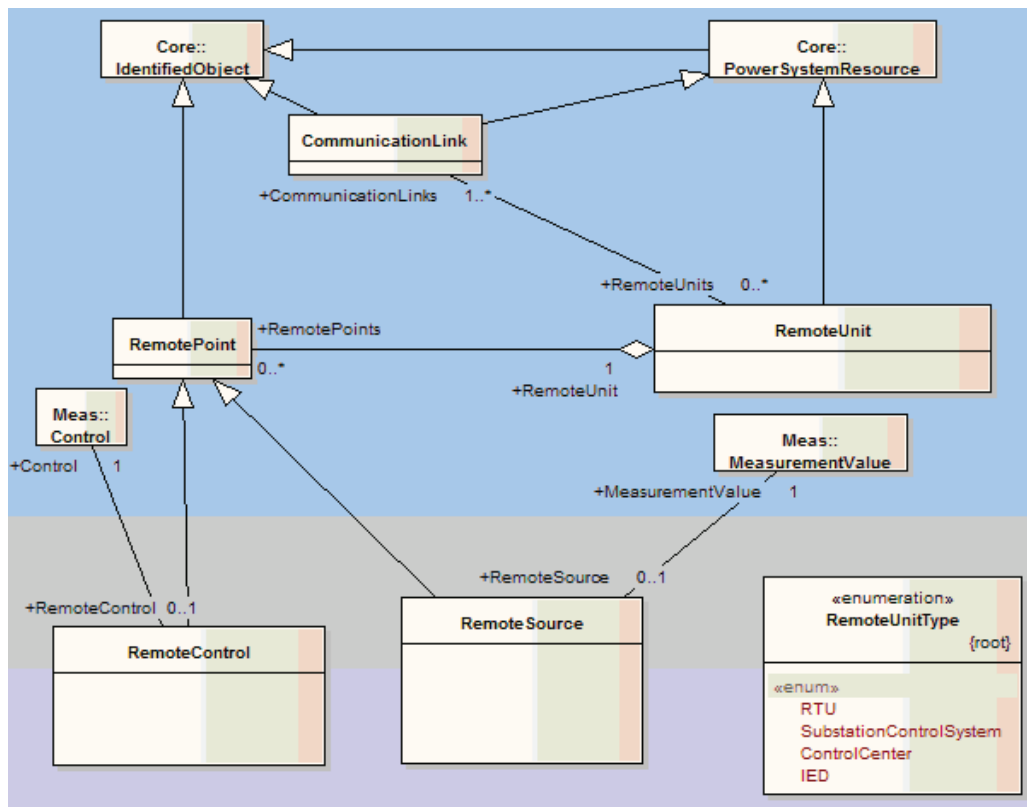 Core::
IdentifiedObject
Core::
PowerSystemResource
CommunicationLink
+CommunicationLinks 1..*
+RemoteUnits 0..*
RemoteUnit
RemotePoint
+RemotePoints
0..*
1
+RemoteUnit
Meas::
Control
+Control 1
Meas::
MeasurementValue
+MeasurementValue 1
+RemoteSource 0..1
+RemoteControl 0..1
RemoteControl
RemoteSource
«enumeration»
RemoteUnitType
{root}
«enum»
RTU
SubstationControlSystem
ControlCenter
IED